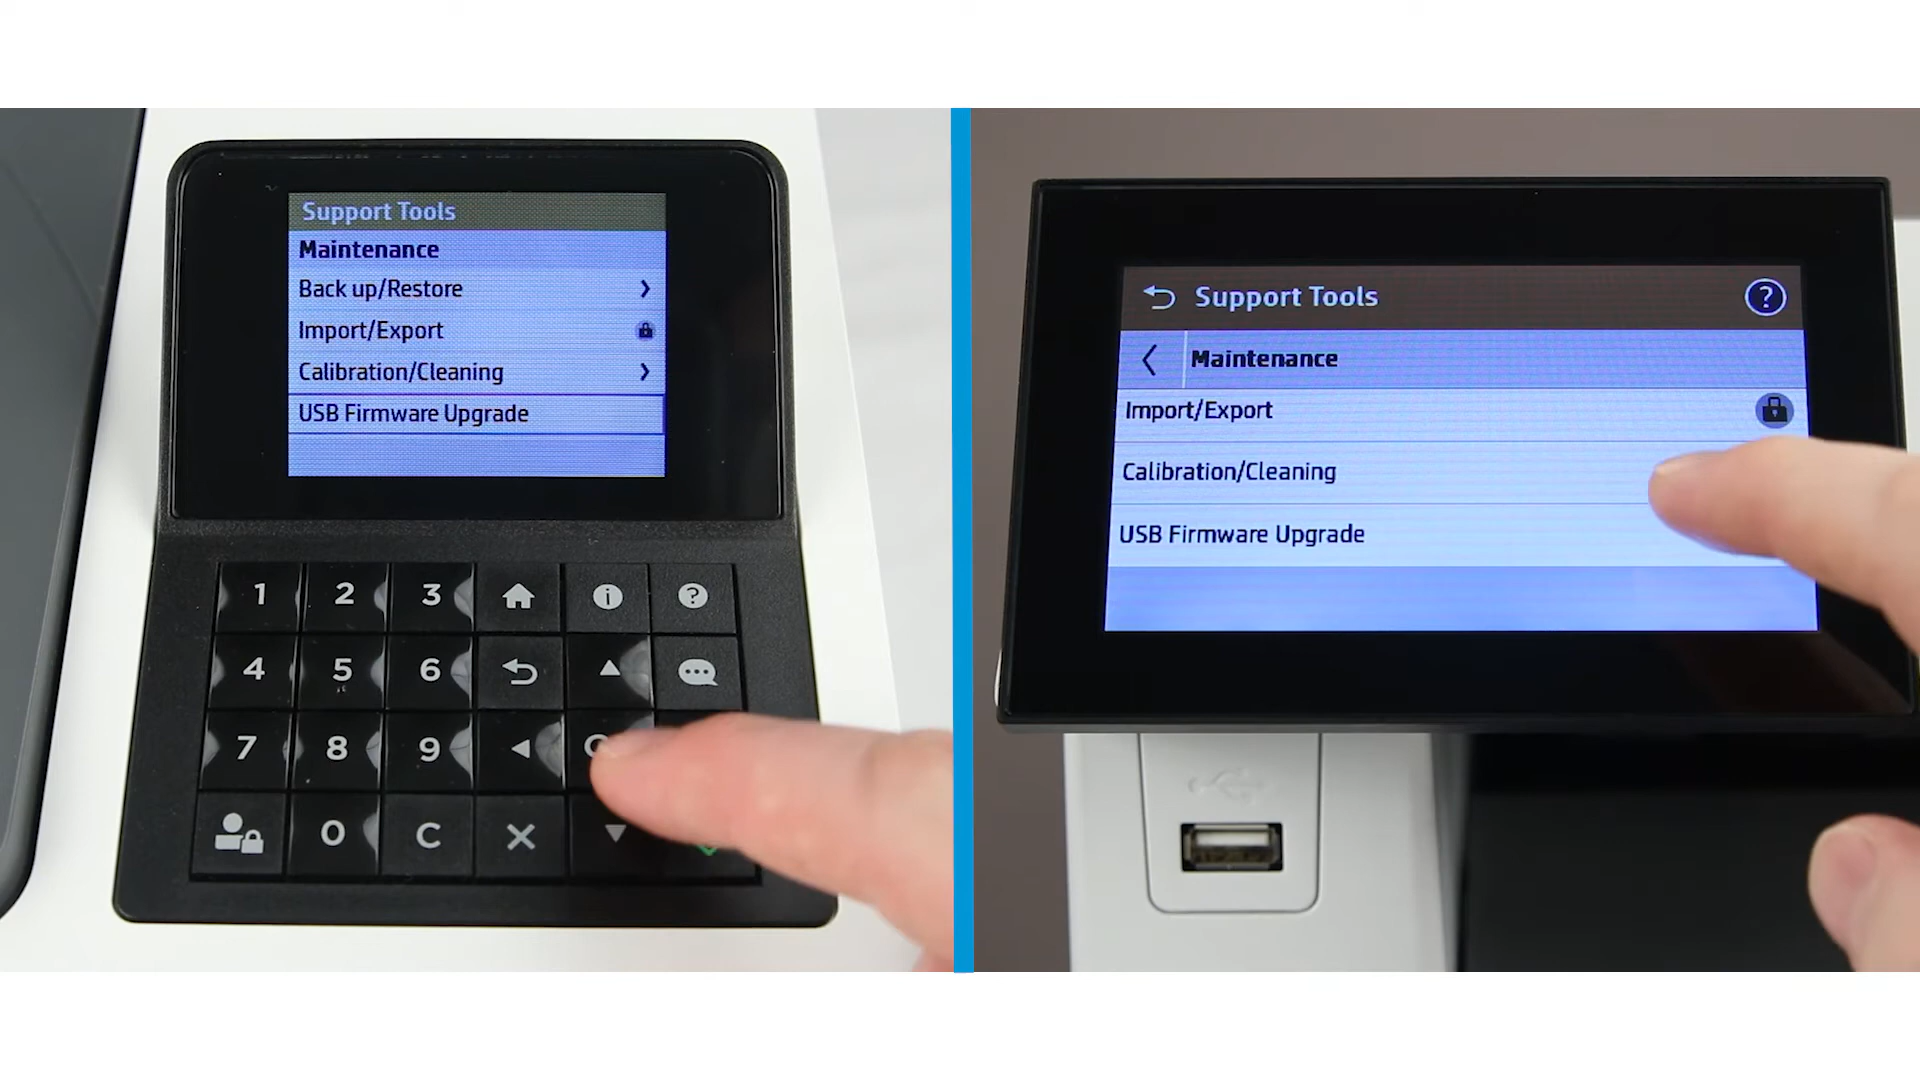 Support Tools
Maintenance
Back up/Restore
Import/Export
Calibration/Cleaning
USB Firmware Upgrade
1 2 3
4 5 6
7 8 9
0 C
Support Tools
Maintenance
Import/Export
Calibration/Cleaning
USB Firmware Upgrade